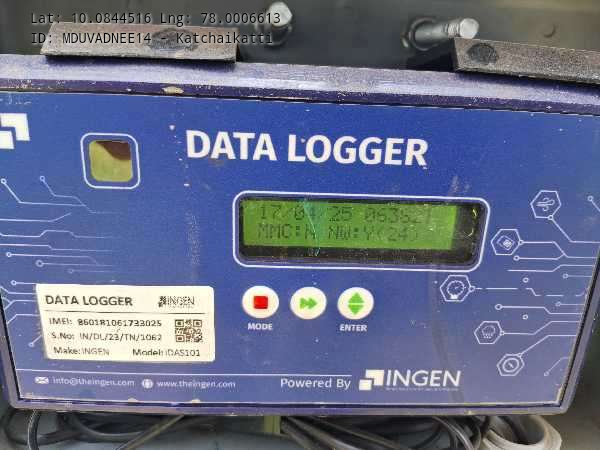 Lat: 10.0844516 Lng: 78.0006613
ID: MDUVADNEE14 - Katchaikatti
DATA LOGGER
17/04/25 063621
MMC:N NW:Y(24)
DATA LOGGER INGEN
IMEI: 860181061733025
S.No: IN/DL/23/TN/1062
Make: INGEN Model: iDAS101
MODE ENTER
info@theingen.com www.theingen.com Powered By INGEN